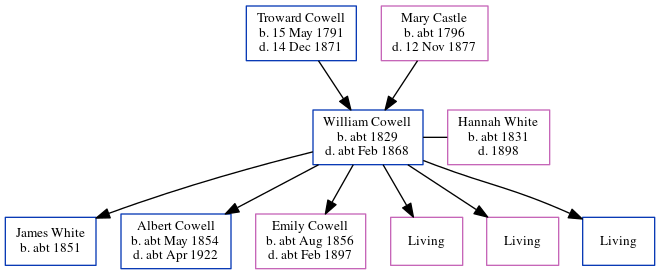 Troward Cowell
b. 15 May 1791
d. 14 Dec 1871
Mary Castle
b. abt 1796
d. 12 Nov 1877
William Cowell
b. abt 1829
d. abt Feb 1868
Hannah White
b. abt 1831
d. 1898
James White
b. abt 1851
Albert Cowell
b. abt May 1854
d. abt Apr 1922
Emily Cowell
b. abt Aug 1856
d. abt Feb 1897
Living
Living
Living